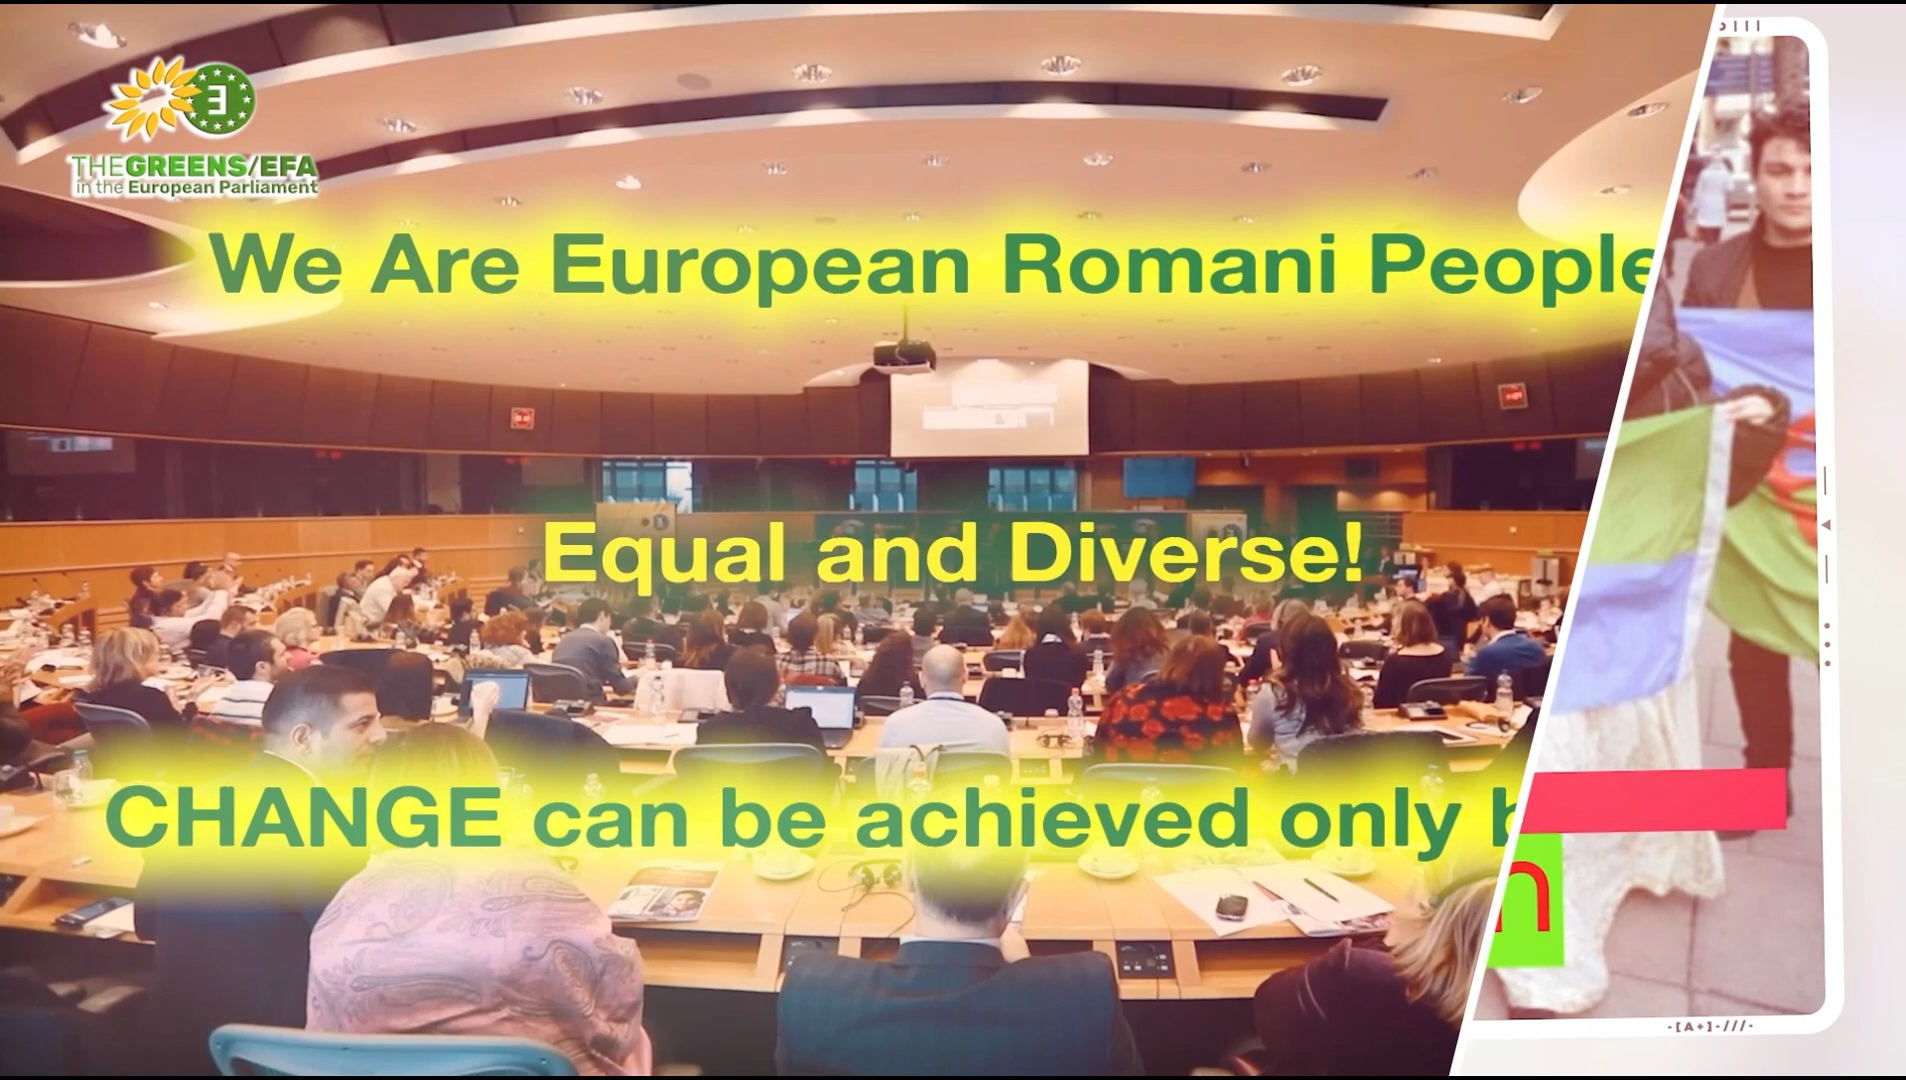 THEGREENS/EFA
in the European Parliament
We Are European Romani People
Equal and Diverse!
CHANGE can be achieved only
-[A+]-///-